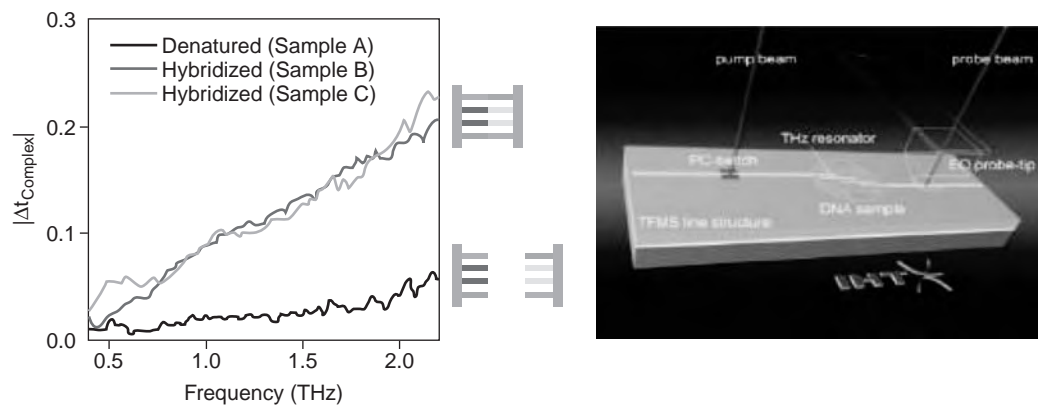 0.3
0.2
0.1
0.0
|Δt_Complex|
Denatured (Sample A)
Hybridized (Sample B)
Hybridized (Sample C)
0.5 1.0 1.5 2.0
Frequency (THz)
pump beam
probe beam
THz resonator
PC-switch
EO probe-tip
DNA sample
TFMS line structure